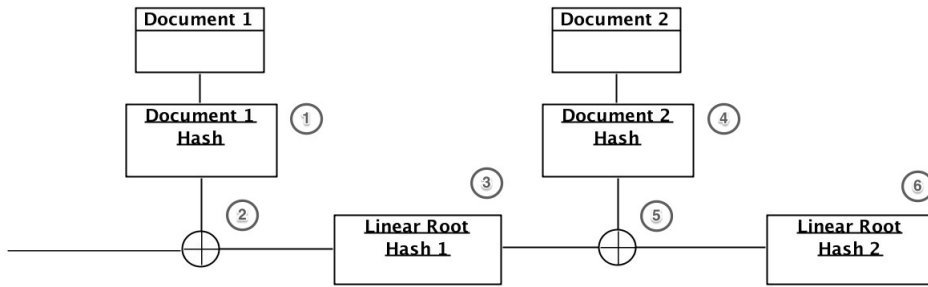 Document 1
Document 2
Document 1
Hash
1
Document 2
Hash
4
2
3
Linear Root
Hash 1
5
6
Linear Root
Hash 2